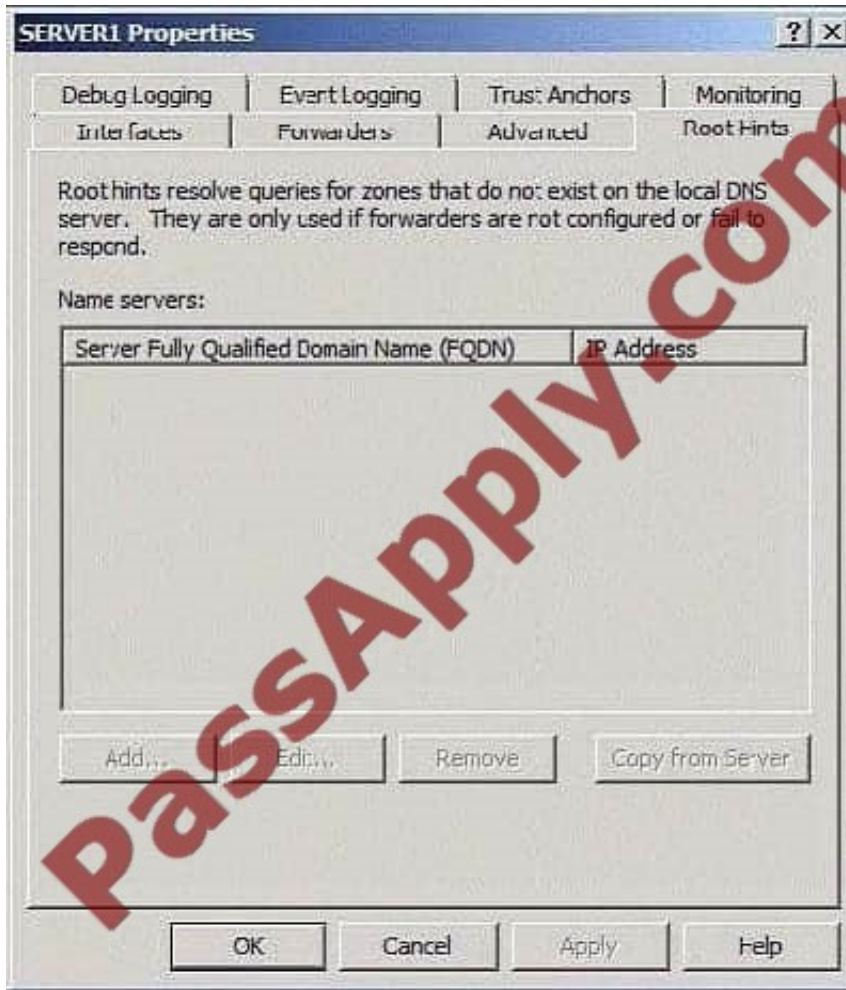 SERVER1 Properties
? X
Debug Logging
Event Logging
Trust Anchors
Monitoring
Interfaces
Forwarders
Advanced
Root Hints
Root hints resolve queries for zones that do not exist on the local DNS
server. They are only used if forwarders are not configured or fail to
respond.
Name servers:
Server Fully Qualified Domain Name (FQDN)
IP Address
Add...
Edit...
Remove
Copy from Server
OK
Cancel
Apply
Help
PassApply.com